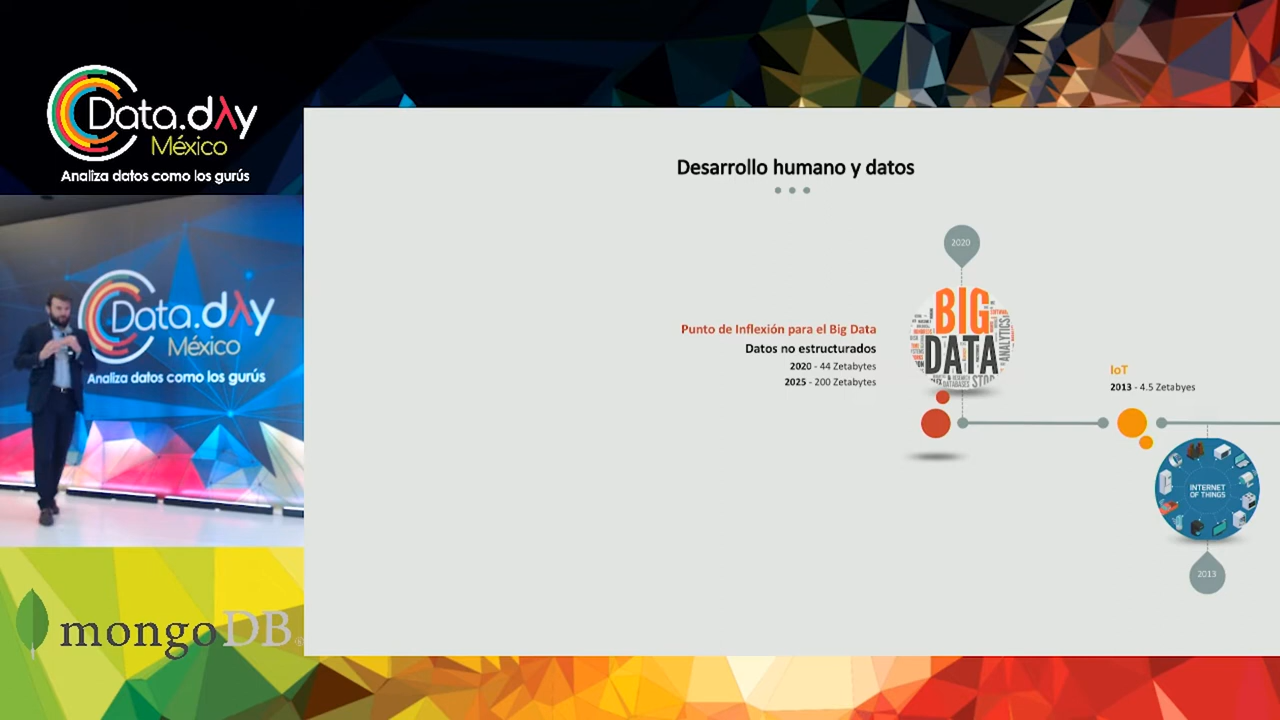 Data.dλy
México
Analiza datos como los gurús
Data.dλy
México
Analiza datos como los gurús
mongoDB
Desarrollo humano y datos
2020
BIG
DATA
ANALYTICS
DATABASES
Punto de Inflexión para el Big Data
Datos no estructurados
2020 - 44 Zetabytes
2025 - 200 Zetabytes
IoT
2013 - 4.5 Zetabyes
INTERNET
OF THINGS
2013